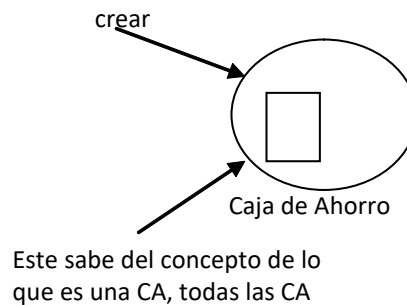 crear
Caja de Ahorro
Este sabe del concepto de lo
que es una CA, todas las CA